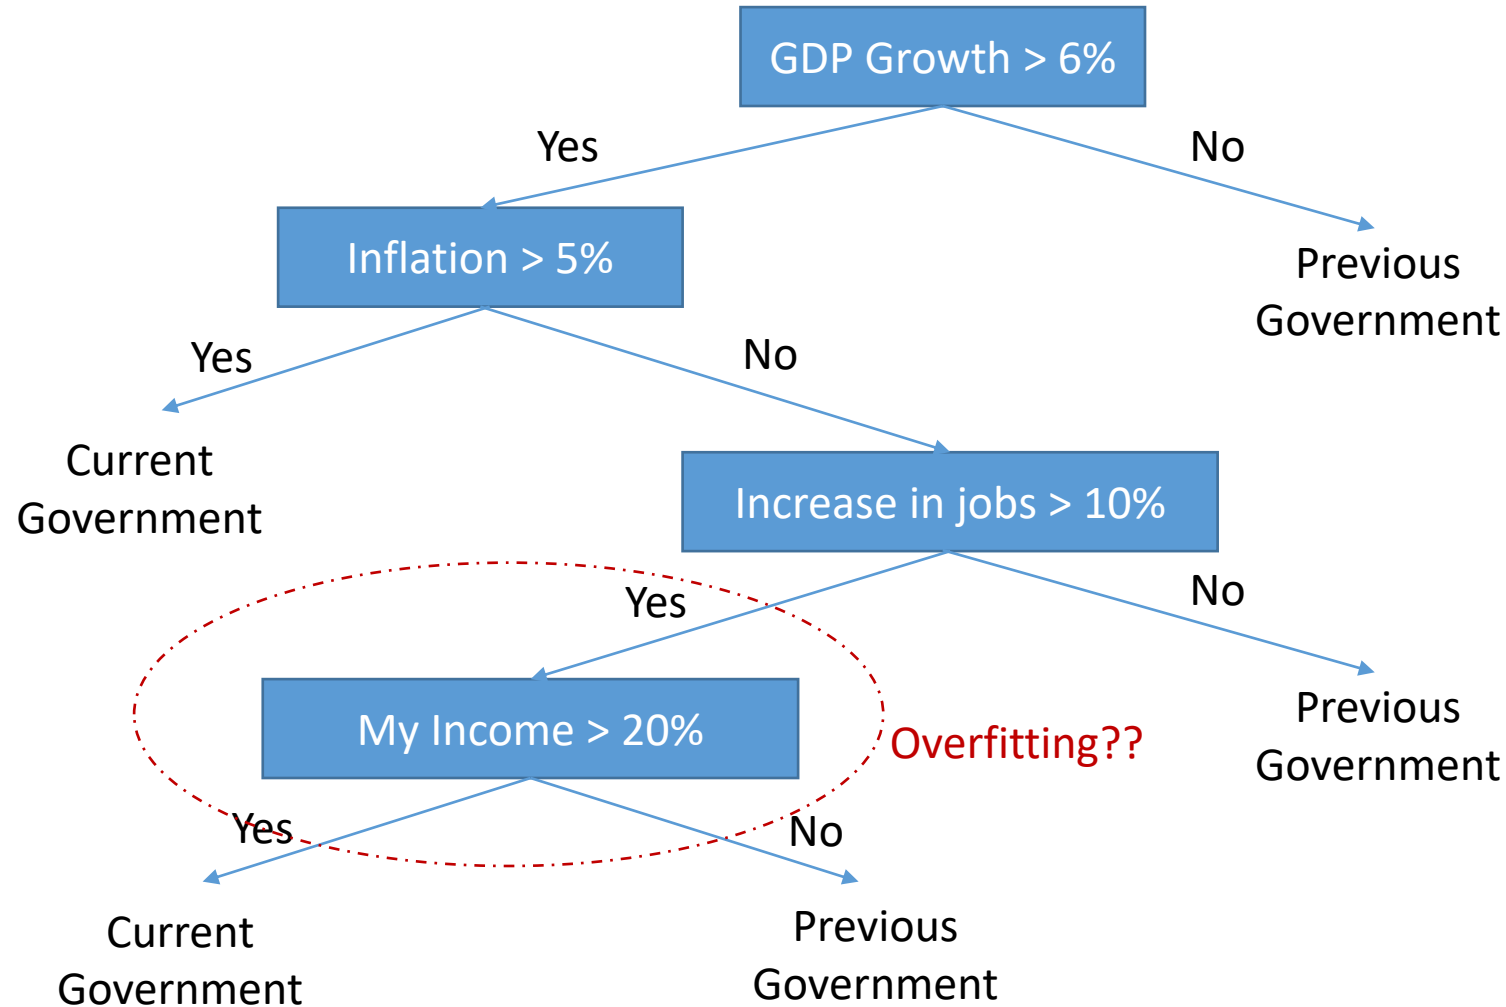 GDP Growth > 6%
Yes
No
Inflation > 5%
Previous
Government
Yes
No
Current
Government
Increase in jobs > 10%
Yes
No
My Income > 20%
Overfitting??
Previous
Government
Yes
No
Current
Government
Previous
Government